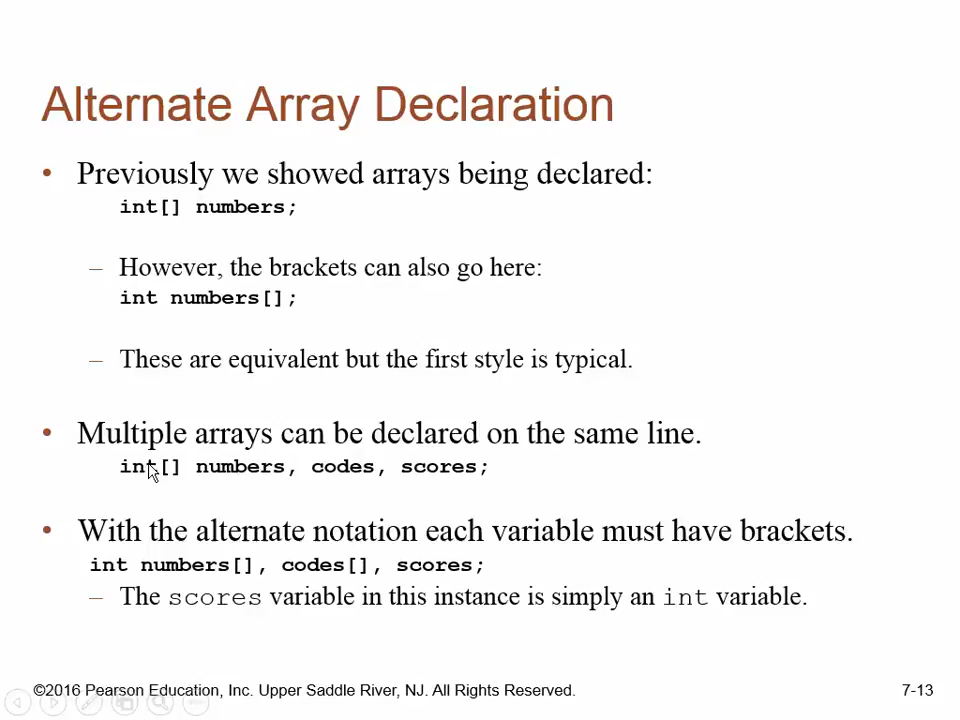 Alternate Array Declaration
• Previously we showed arrays being declared:
int[] numbers;
– However, the brackets can also go here:
int numbers[];
– These are equivalent but the first style is typical.
• Multiple arrays can be declared on the same line.
int[] numbers, codes, scores;
• With the alternate notation each variable must have brackets.
int numbers[], codes[], scores;
– The scores variable in this instance is simply an int variable.
©2016 Pearson Education, Inc. Upper Saddle River, NJ. All Rights Reserved.
7-13